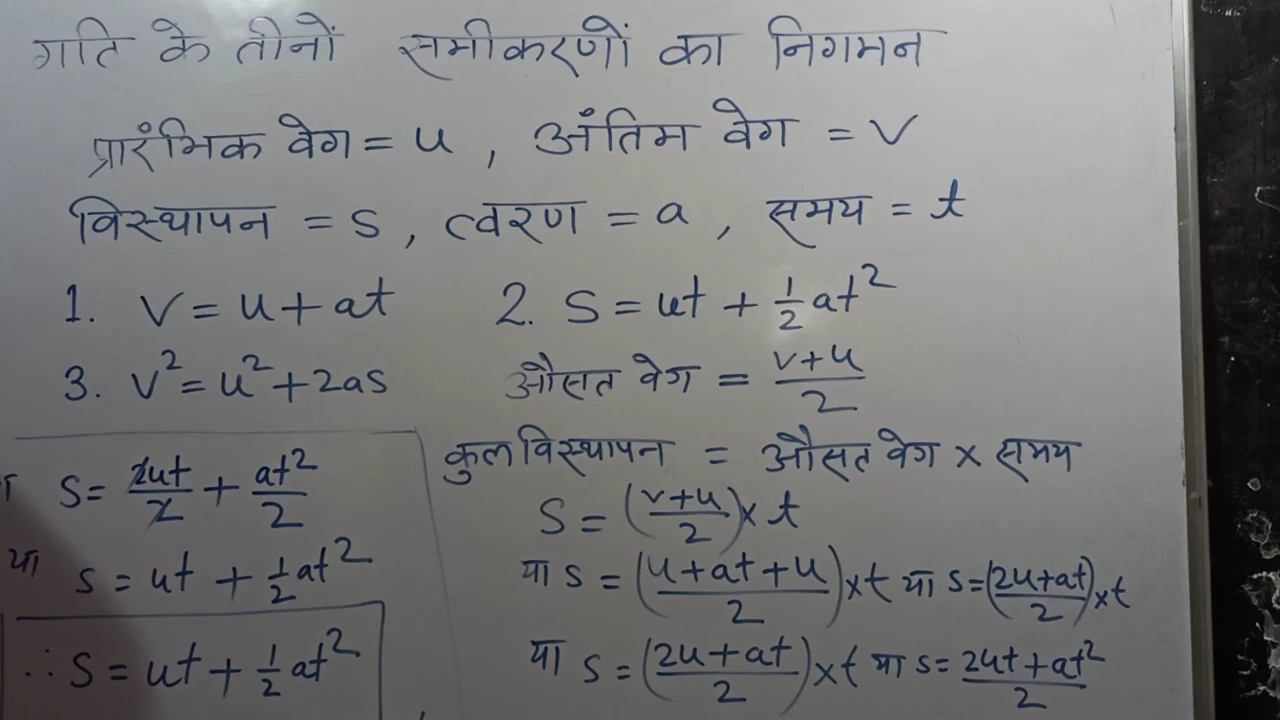 गति के तीनों समीकरणों का निगमन
प्रारंभिक वेग = u , अंतिम वेग = v
विस्थापन = s , त्वरण = a , समय = t
1. v = u + at 2. s = ut + ½at²
3. v² = u² + 2as औसत वेग = (v+u)/2
कुल विस्थापन = औसत वेग × समय
s = ((v+u)/2) × t
या s = ((u+at+u)/2) × t या s = ((2u+at)/2) × t
या s = ((2u+at)/2) × t या s = (2ut+at²)/2
s = 2ut/2 + at²/2
या s = ut + ½at²
∴ s = ut + ½at²